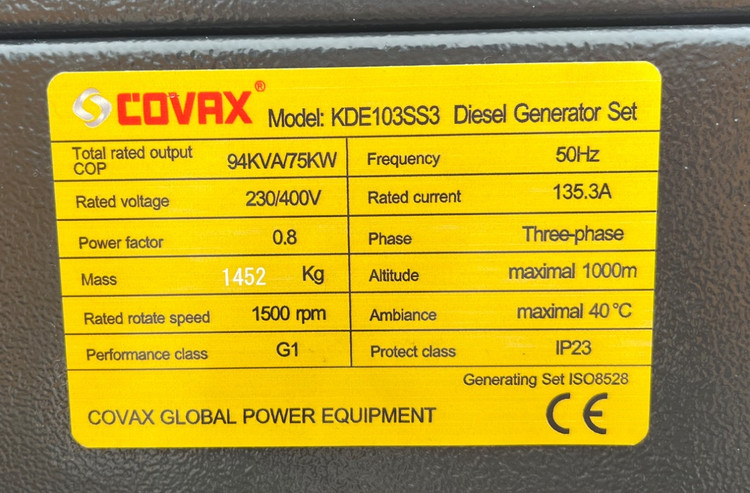 COVAX® Model: KDE103SS3 Diesel Generator Set
Total rated output COP 94KVA/75KW Frequency 50Hz
Rated voltage 230/400V Rated current 135.3A
Power factor 0.8 Phase Three-phase
Mass 1452 Kg Altitude maximal 1000m
Rated rotate speed 1500 rpm Ambiance maximal 40°C
Performance class G1 Protect class IP23
Generating Set ISO8528
COVAX GLOBAL POWER EQUIPMENT CE